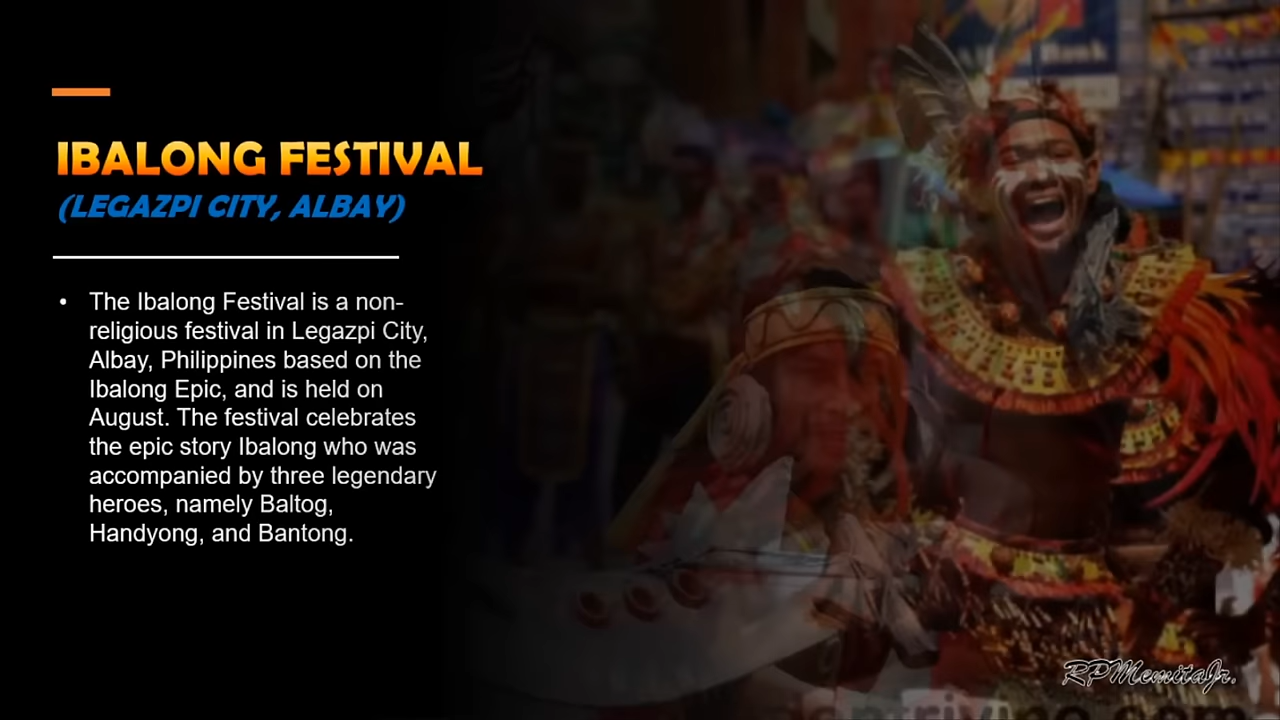 IBALONG FESTIVAL
(LEGAZPI CITY, ALBAY)
• The Ibalong Festival is a non-
religious festival in Legazpi City,
Albay, Philippines based on the
Ibalong Epic, and is held on
August. The festival celebrates
the epic story Ibalong who was
accompanied by three legendary
heroes, namely Baltog,
Handyong, and Bantong.
RPMemitaJr.